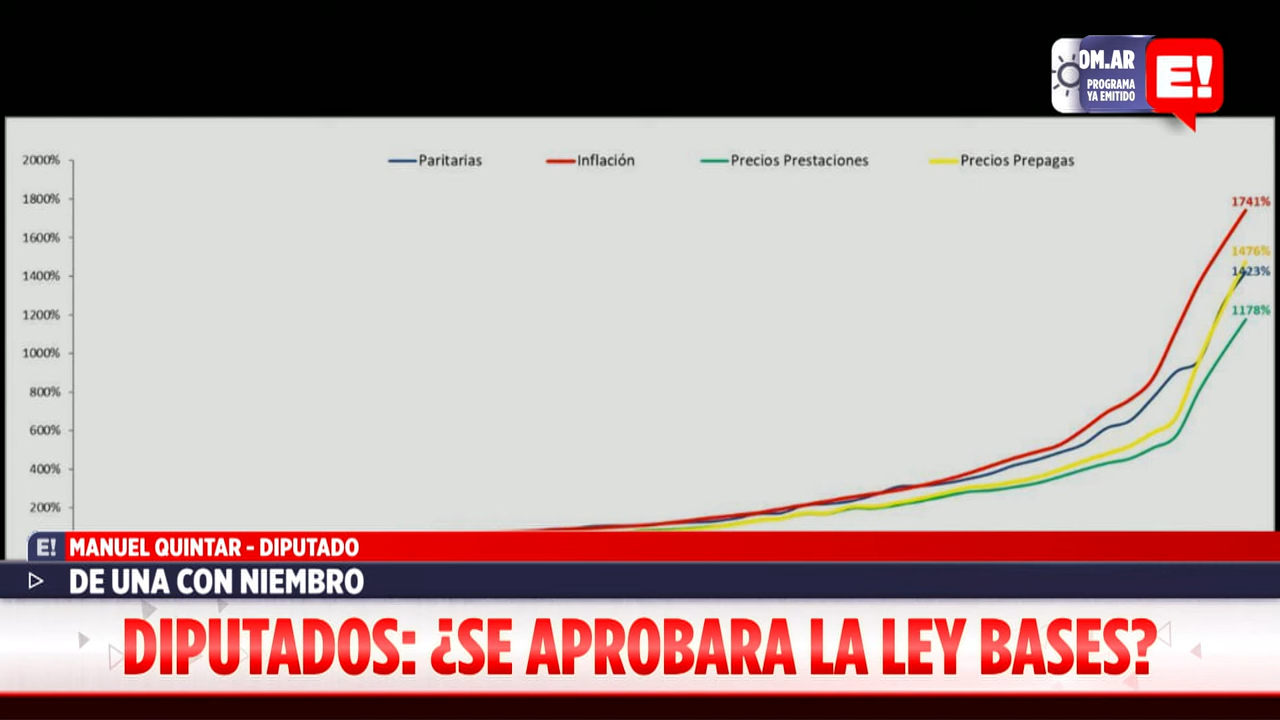 OM.AR
PROGRAMA
YA EMITIDO
E!
Paritarias Inflación Precios Prestaciones Precios Prepagas
2000%
1800%
1600%
1400%
1200%
1000%
800%
600%
400%
200%
1741%
1476%
1423%
1178%
E! MANUEL QUINTAR - DIPUTADO
DE UNA CON NIEMBRO
DIPUTADOS: ¿SE APROBARA LA LEY BASES?